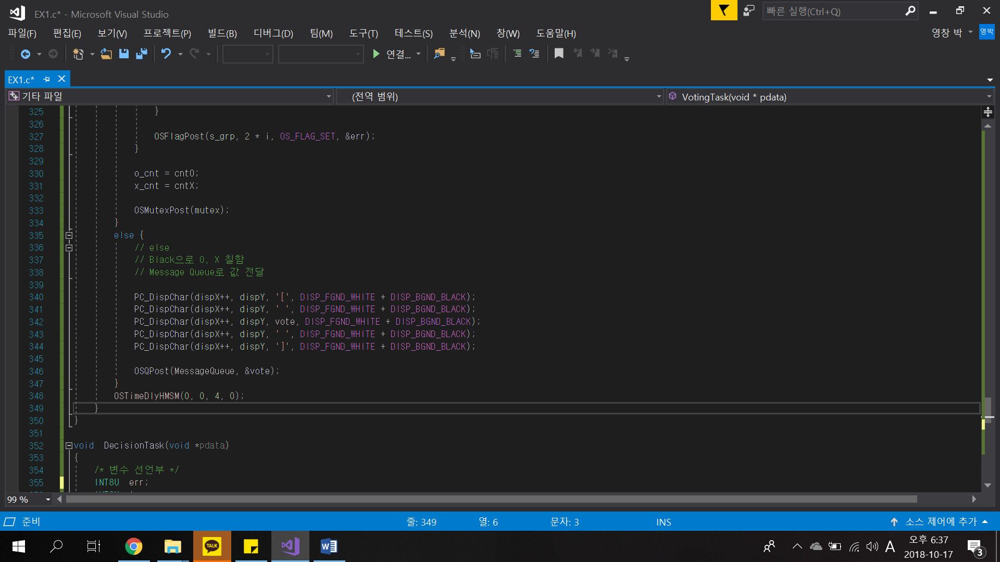 EX1.c* - Microsoft Visual Studio
빠른 실행(Ctrl+Q)
파일(F) 편집(E) 보기(V) 프로젝트(P) 빌드(B) 디버그(D) 팀(M) 도구(T) 테스트(S) 분석(N) 창(W) 도움말(H)
영창 박 영박
연결...
EX1.c*
기타 파일 (전역 범위) VotingTask(void * pdata)
325 }
326
327 OSFlagPost(s_grp, 2 * i, OS_FLAG_SET, &err);
328 }
329
330 o_cnt = cntO;
331 x_cnt = cntX;
332
333 OSMutexPost(mutex);
334 }
335 else {
336 // else
337 // Black으로 O, X 칠함
338 // Message Queue로 값 전달
339
340 PC_DispChar(dispX++, dispY, '[', DISP_FGND_WHITE + DISP_BGND_BLACK);
341 PC_DispChar(dispX++, dispY, ' ', DISP_FGND_WHITE + DISP_BGND_BLACK);
342 PC_DispChar(dispX++, dispY, vote, DISP_FGND_WHITE + DISP_BGND_BLACK);
343 PC_DispChar(dispX++, dispY, ' ', DISP_FGND_WHITE + DISP_BGND_BLACK);
344 PC_DispChar(dispX++, dispY, ']', DISP_FGND_WHITE + DISP_BGND_BLACK);
345
346 OSQPost(MessageQueue, &vote);
347 }
348 OSTimeDlyHMSM(0, 0, 4, 0);
349 }
350 }
351
352 void DecisionTask(void *pdata)
353 {
354 /* 변수 선언부 */
355 INT8U err;
99 %
준비 줄: 349 열: 6 문자: 3 INS 소스 제어에 추가
TALK
A
오후 6:37
2018-10-17
3